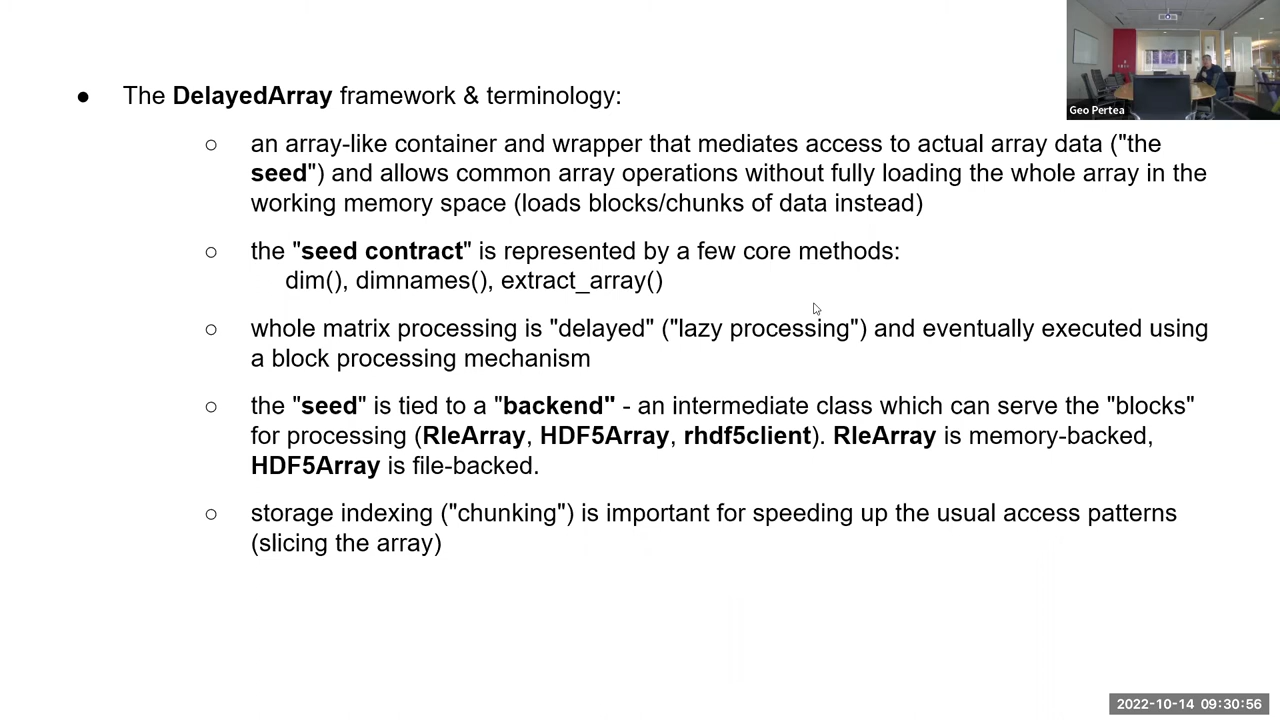 Geo Pertea
● The DelayedArray framework & terminology:
○ an array-like container and wrapper that mediates access to actual array data ("the
seed") and allows common array operations without fully loading the whole array in the
working memory space (loads blocks/chunks of data instead)
○ the "seed contract" is represented by a few core methods:
dim(), dimnames(), extract_array()
○ whole matrix processing is "delayed" ("lazy processing") and eventually executed using
a block processing mechanism
○ the "seed" is tied to a "backend" - an intermediate class which can serve the "blocks"
for processing (RleArray, HDF5Array, rhdf5client). RleArray is memory-backed,
HDF5Array is file-backed.
○ storage indexing ("chunking") is important for speeding up the usual access patterns
(slicing the array)
2022-10-14 09:30:56